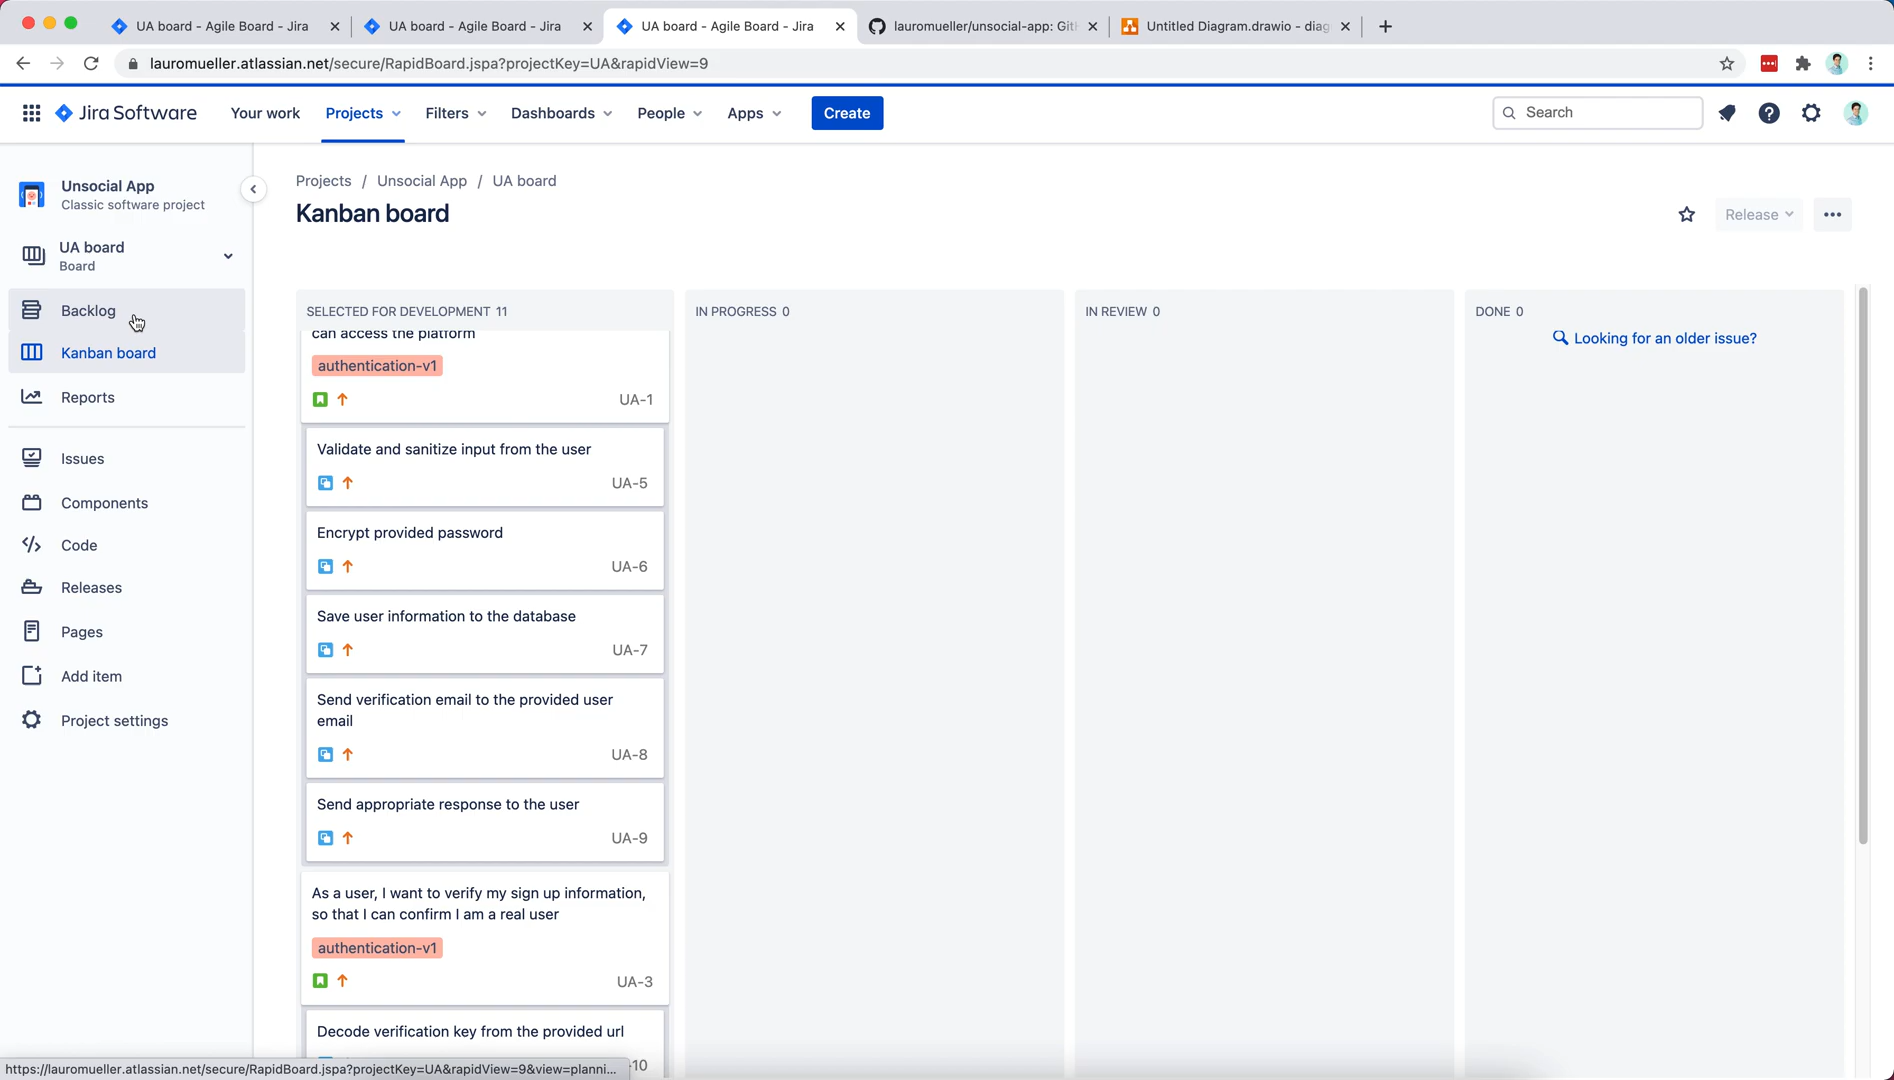 UA board - Agile Board - Jira
UA board - Agile Board - Jira
UA board - Agile Board - Jira
lauromueller/unsocial-app: Git
Untitled Diagram.drawio - diag
lauromueller.atlassian.net/secure/RapidBoard.jspa?projectKey=UA&rapidView=9
Jira Software
Your work
Projects
Filters
Dashboards
People
Apps
Create
Search
Unsocial App
Classic software project
UA board
Board
Backlog
Kanban board
Reports
Issues
Components
Code
Releases
Pages
Add item
Project settings
Projects / Unsocial App / UA board
Kanban board
Release
SELECTED FOR DEVELOPMENT 11
can access the platform
authentication-v1
UA-1
Validate and sanitize input from the user
UA-5
Encrypt provided password
UA-6
Save user information to the database
UA-7
Send verification email to the provided user
email
UA-8
Send appropriate response to the user
UA-9
As a user, I want to verify my sign up information,
so that I can confirm I am a real user
authentication-v1
UA-3
Decode verification key from the provided url
-10
IN PROGRESS 0
IN REVIEW 0
DONE 0
Looking for an older issue?
https://lauromueller.atlassian.net/secure/RapidBoard.jspa?projectKey=UA&rapidView=9&view=planni...